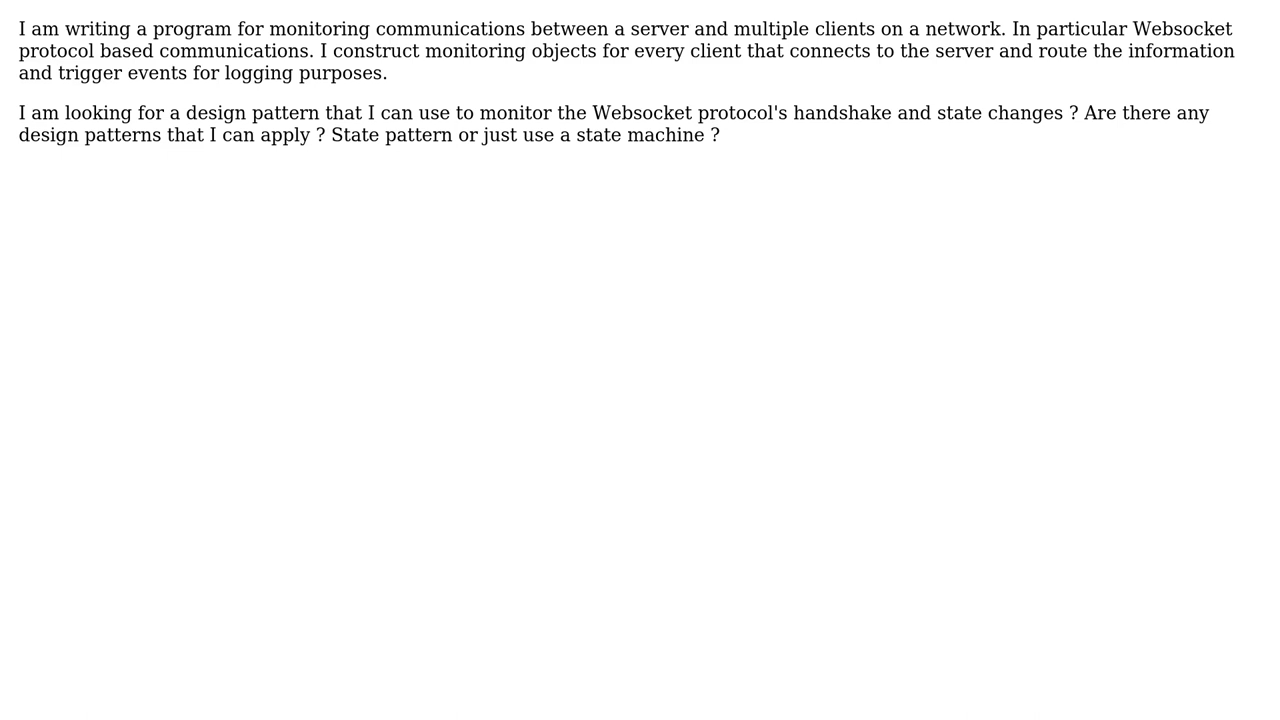 I am writing a program for monitoring communications between a server and multiple clients on a network. In particular Websocket
protocol based communications. I construct monitoring objects for every client that connects to the server and route the information
and trigger events for logging purposes.
I am looking for a design pattern that I can use to monitor the Websocket protocol's handshake and state changes ? Are there any
design patterns that I can apply ? State pattern or just use a state machine ?